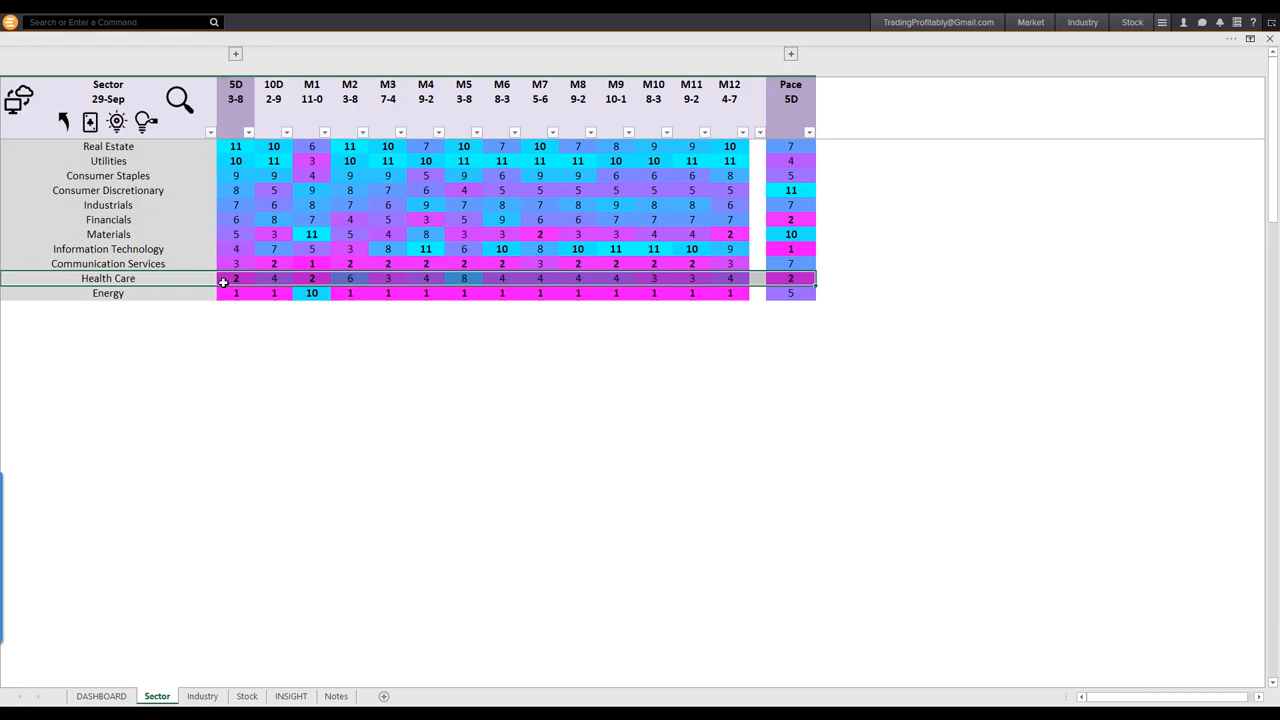 Search or Enter a Command TradingProfitably@Gmail.com Market Industry Stock ?
Sector 5D 10D M1 M2 M3 M4 M5 M6 M7 M8 M9 M10 M11 M12 Pace
29-Sep 3-8 2-9 11-0 3-8 7-4 9-2 3-8 8-3 5-6 9-2 10-1 8-3 9-2 4-7 5D
Real Estate 11 10 6 11 10 7 10 7 10 7 8 9 9 10 7
Utilities 10 11 3 10 11 10 11 11 11 11 10 10 11 11 4
Consumer Staples 9 9 4 9 9 5 9 6 9 9 6 6 6 8 5
Consumer Discretionary 8 5 9 8 7 6 4 5 5 5 5 5 5 5 11
Industrials 7 6 8 7 6 9 7 8 7 8 9 8 8 6 7
Financials 6 8 7 4 5 3 5 9 6 6 7 7 7 7 2
Materials 5 3 11 5 4 8 3 3 2 3 3 4 4 2 10
Information Technology 4 7 5 3 8 11 6 10 8 10 11 11 10 9 1
Communication Services 3 2 1 2 2 2 2 2 3 2 2 2 2 3 7
Health Care 2 4 2 6 3 4 8 4 4 4 4 3 3 4 2
Energy 1 1 10 1 1 1 1 1 1 1 1 1 1 1 5
DASHBOARD Sector Industry Stock INSIGHT Notes